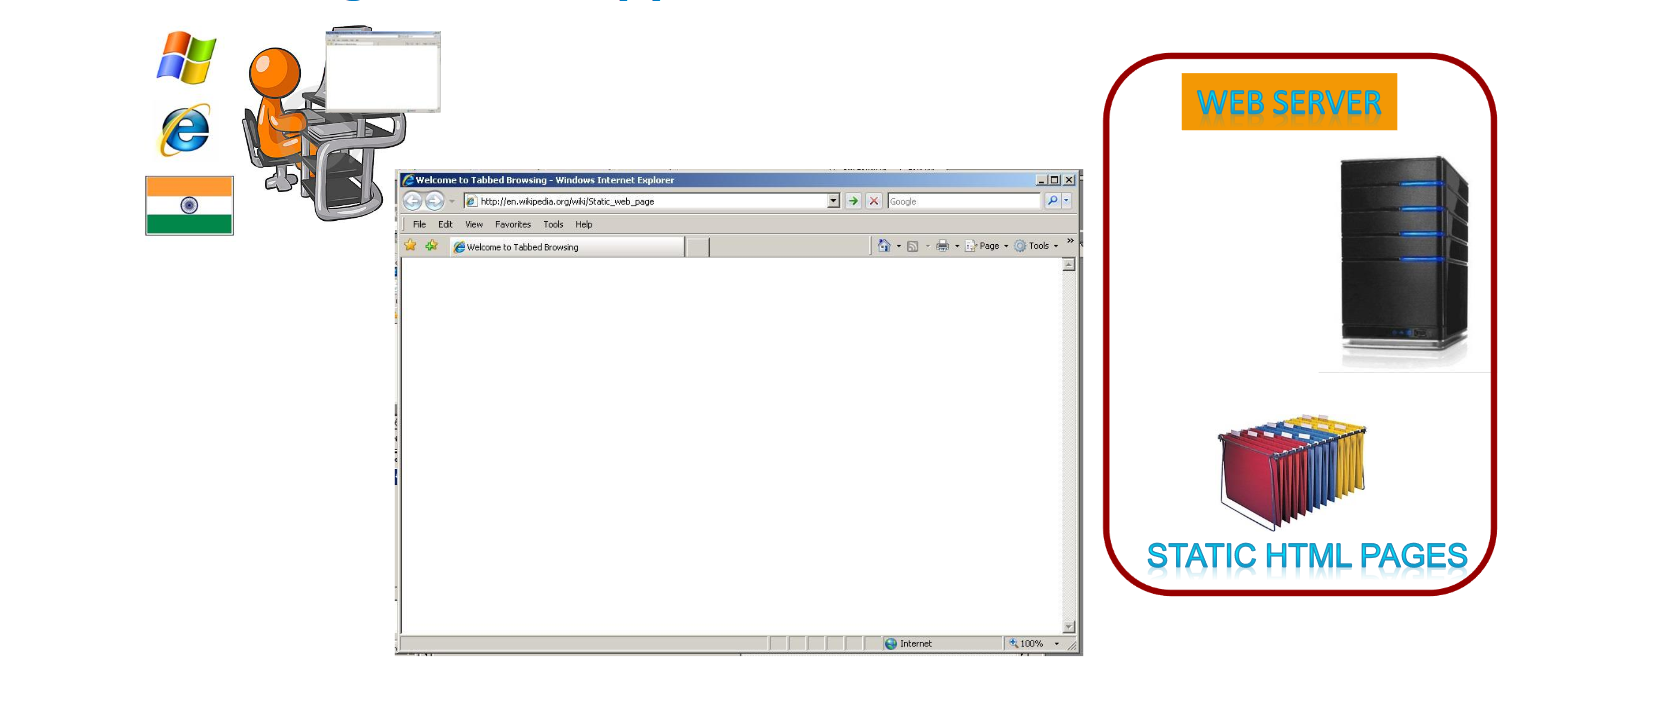 WEB SERVER
Welcome to Tabbed Browsing - Windows Internet Explorer
http://en.wikipedia.org/wiki/Static_web_page
Google
File Edit View Favorites Tools Help
Welcome to Tabbed Browsing
Page Tools
STATIC HTML PAGES
Internet
100%